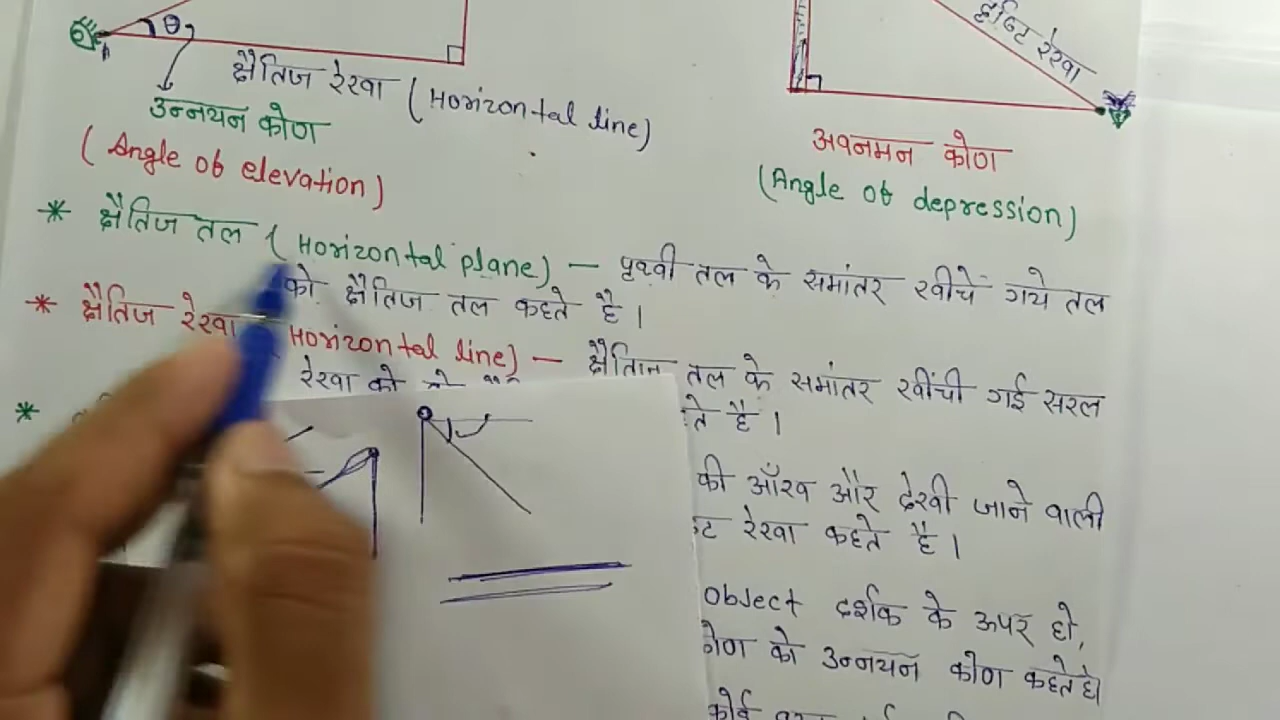 θ
दृष्टि रेखा
क्षैतिज रेखा (Horizontal line)
उन्नयन कोण
(Angle of elevation)
अवनमन कोण
(Angle of depression)
* क्षैतिज तल (Horizontal plane) — पृथ्वी तल के समांतर खींचे गये तल
को क्षैतिज तल कहते है।
* क्षैतिज रेखा Horizontal line) — क्षैतिज तल के समांतर खींची गई सरल
रेखा को ते है।
*
की आँख और देखी जाने वाली
रेखा कहते है।
object दर्शक के ऊपर हो,
को उन्नयन कोण कहते है।
कोई